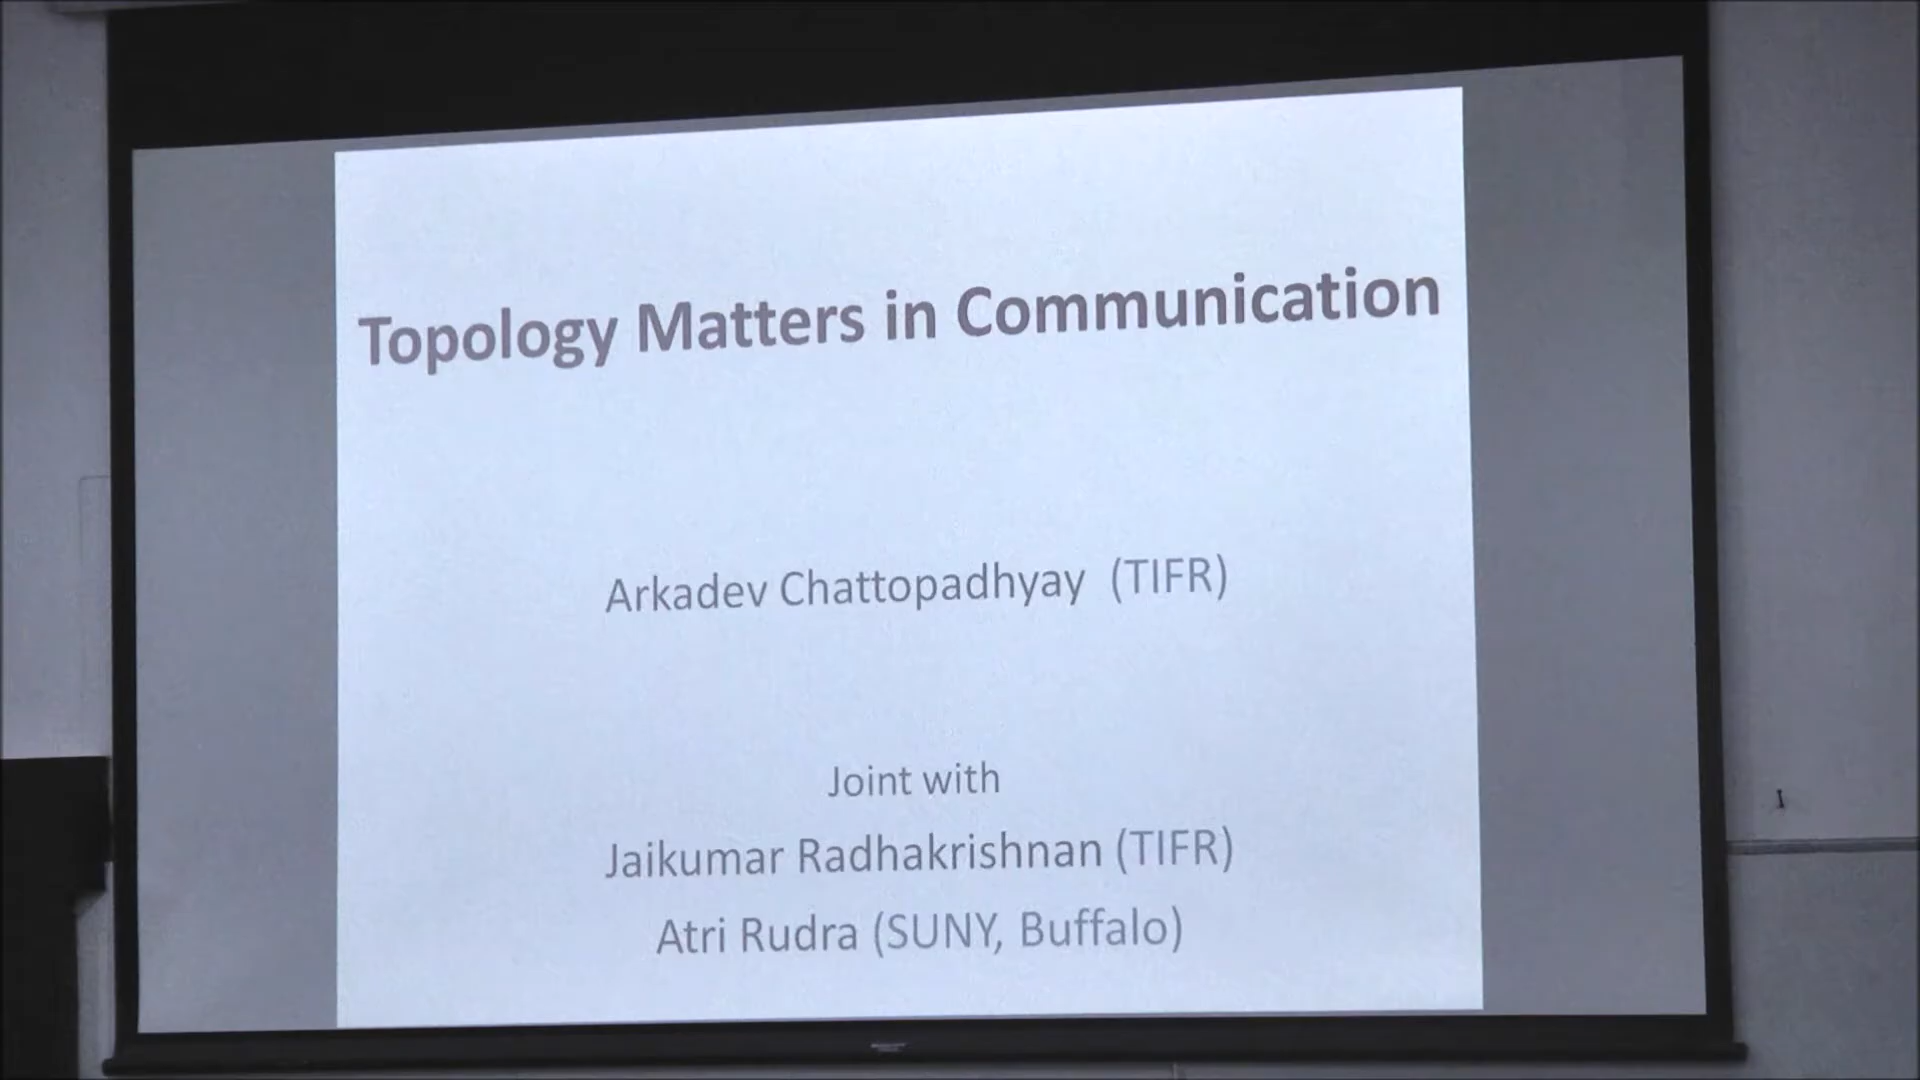 Topology Matters in Communication
Arkadev Chattopadhyay (TIFR)
Joint with
Jaikumar Radhakrishnan (TIFR)
Atri Rudra (SUNY, Buffalo)